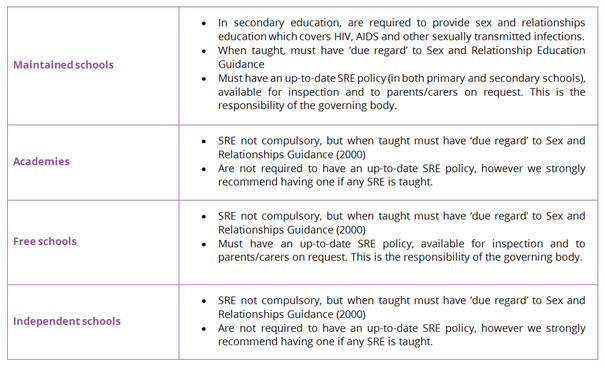 Maintained schools
• In secondary education, are required to provide sex and relationships
education which covers HIV, AIDS and other sexually transmitted infections.
• When taught, must have ‘due regard’ to Sex and Relationship Education
Guidance
• Must have an up-to-date SRE policy (in both primary and secondary schools),
available for inspection and to parents/carers on request. This is the
responsibility of the governing body.
Academies
• SRE not compulsory, but when taught must have ‘due regard’ to Sex and
Relationships Guidance (2000)
• Are not required to have an up-to-date SRE policy, however we strongly
recommend having one if any SRE is taught.
Free schools
• SRE not compulsory, but when taught must have ‘due regard’ to Sex and
Relationships Guidance (2000)
• Must have an up-to-date SRE policy, available for inspection and to
parents/carers on request. This is the responsibility of the governing body.
Independent schools
• SRE not compulsory, but when taught must have ‘due regard’ to Sex and
Relationships Guidance (2000)
• Are not required to have an up-to-date SRE policy, however we strongly
recommend having one if any SRE is taught.